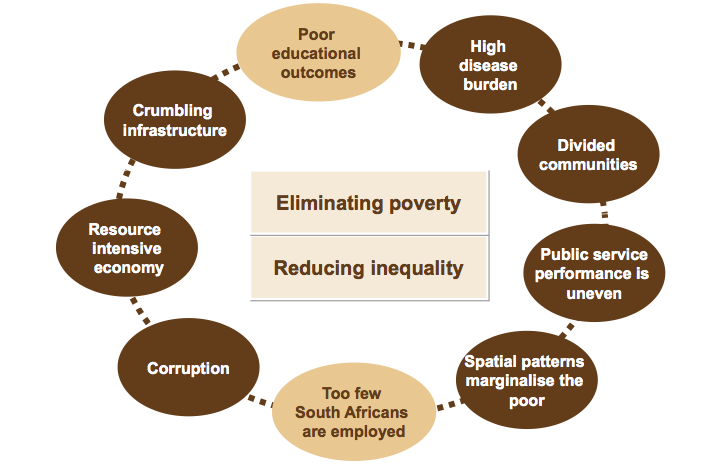 Poor
educational
outcomes
High
disease
burden
Divided
communities
Public service
performance is
uneven
Spatial patterns
marginalise the
poor
Too few
South Africans
are employed
Corruption
Resource
intensive
economy
Crumbling
infrastructure
Eliminating poverty
Reducing inequality